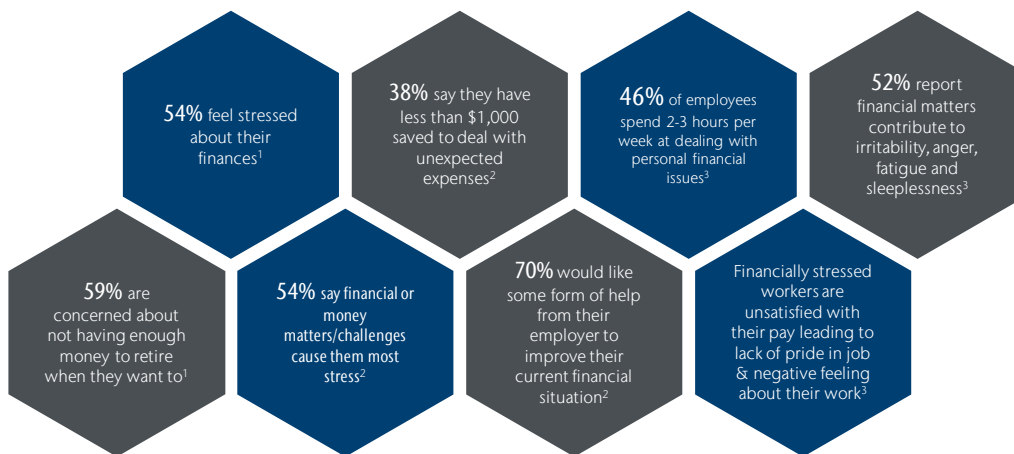 54% feel stressed
about their
finances1
38% say they have
less than $1,000
saved to deal with
unexpected
expenses2
46% of employees
spend 2-3 hours per
week at dealing with
personal financial
issues3
52% report
financial matters
contribute to
irritability, anger,
fatigue and
sleeplessness3
59% are
concerned about
not having enough
money to retire
when they want to1
54% say financial or
money
matters/challenges
cause them most
stress2
70% would like
some form of help
from their
employer to
improve their
current financial
situation2
Financially stressed
workers are
unsatisfied with
their pay leading to
lack of pride in job
& negative feeling
about their work3